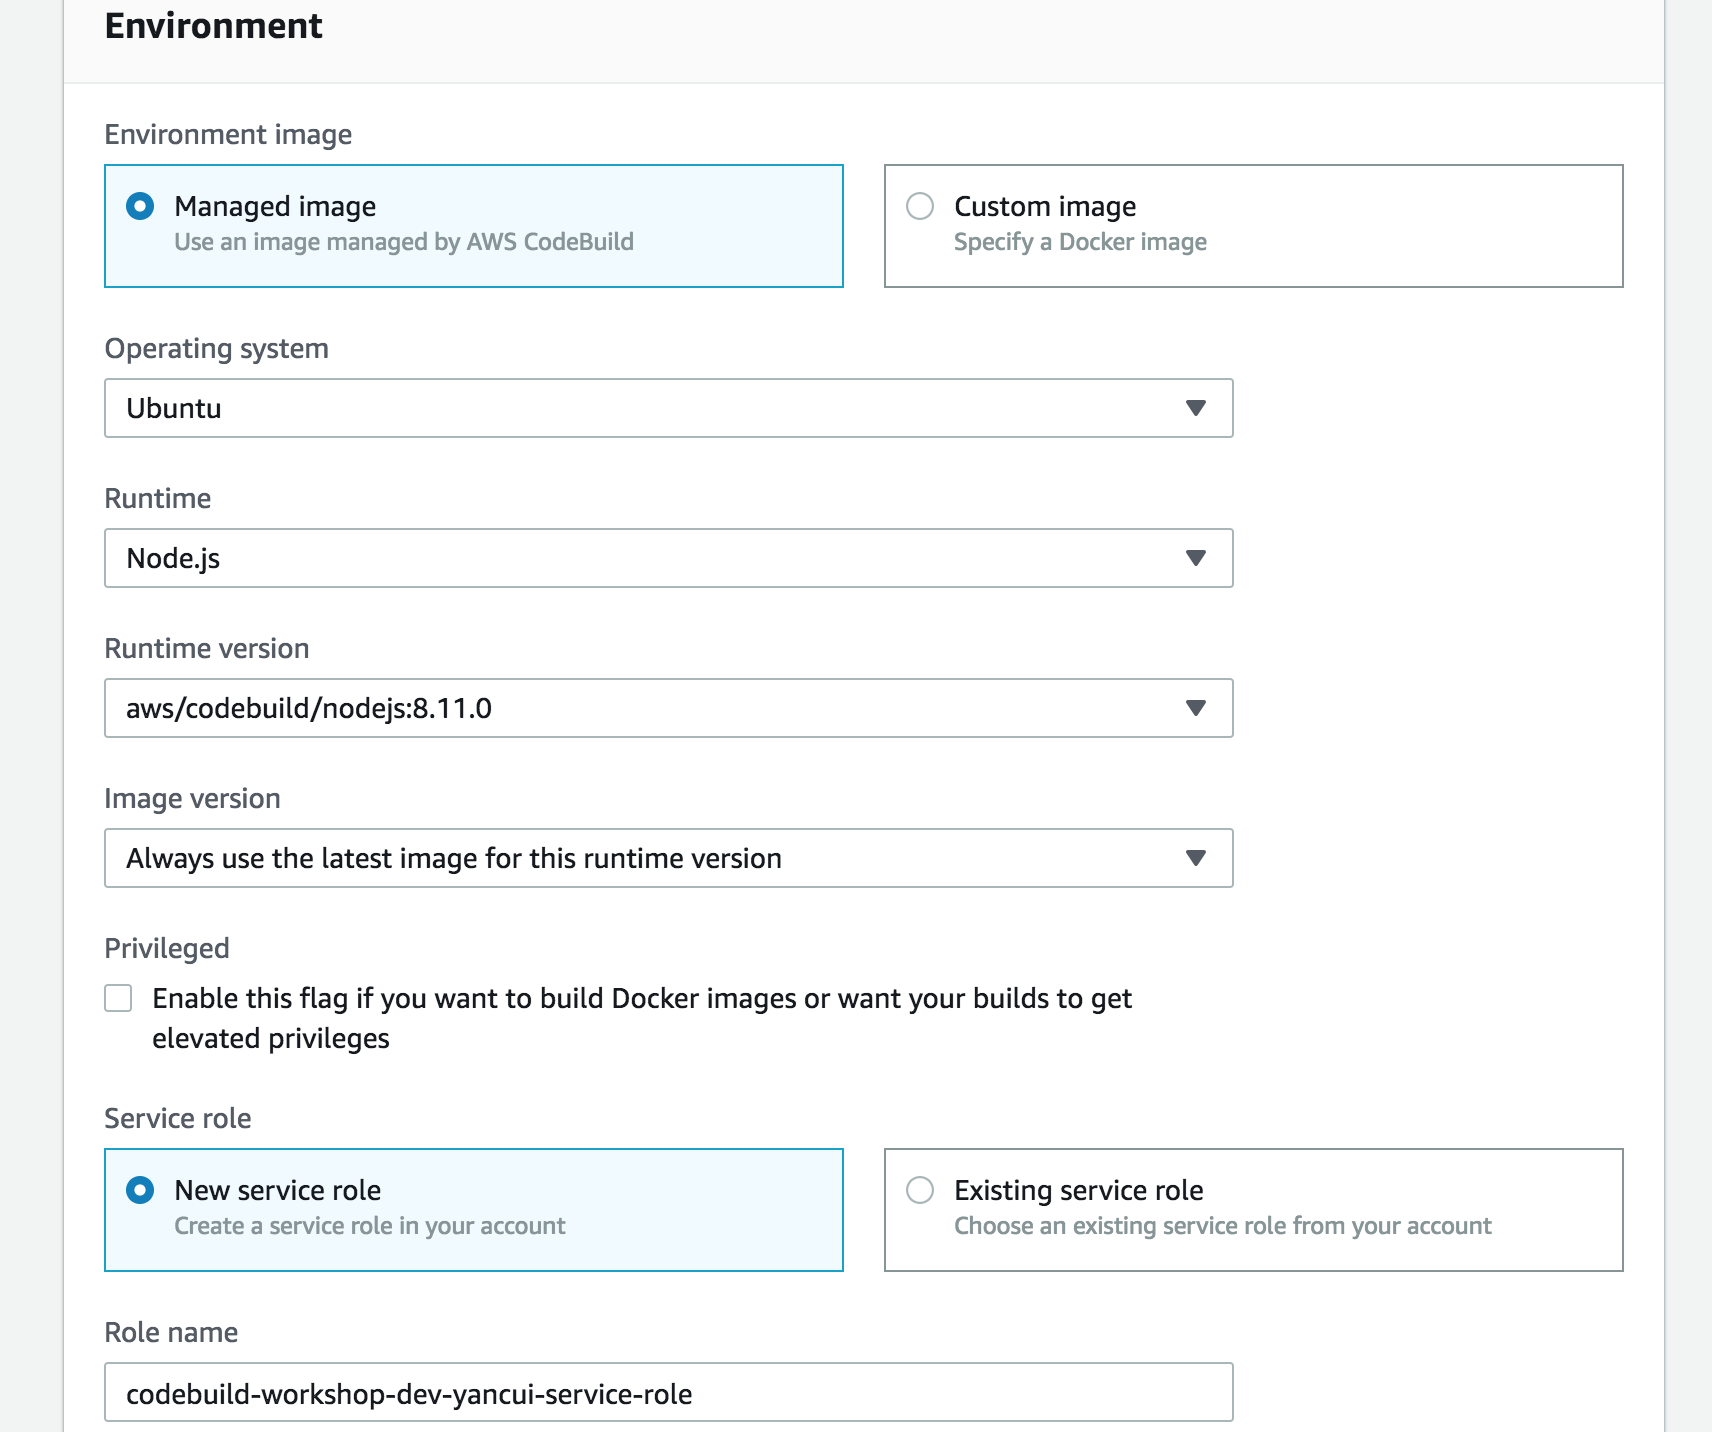 Environment
Environment image
Managed image
Use an image managed by AWS CodeBuild
Custom image
Specify a Docker image
Operating system
Ubuntu
Runtime
Node.js
Runtime version
aws/codebuild/nodejs:8.11.0
Image version
Always use the latest image for this runtime version
Privileged
Enable this flag if you want to build Docker images or want your builds to get
elevated privileges
Service role
New service role
Create a service role in your account
Existing service role
Choose an existing service role from your account
Role name
codebuild-workshop-dev-yancui-service-role